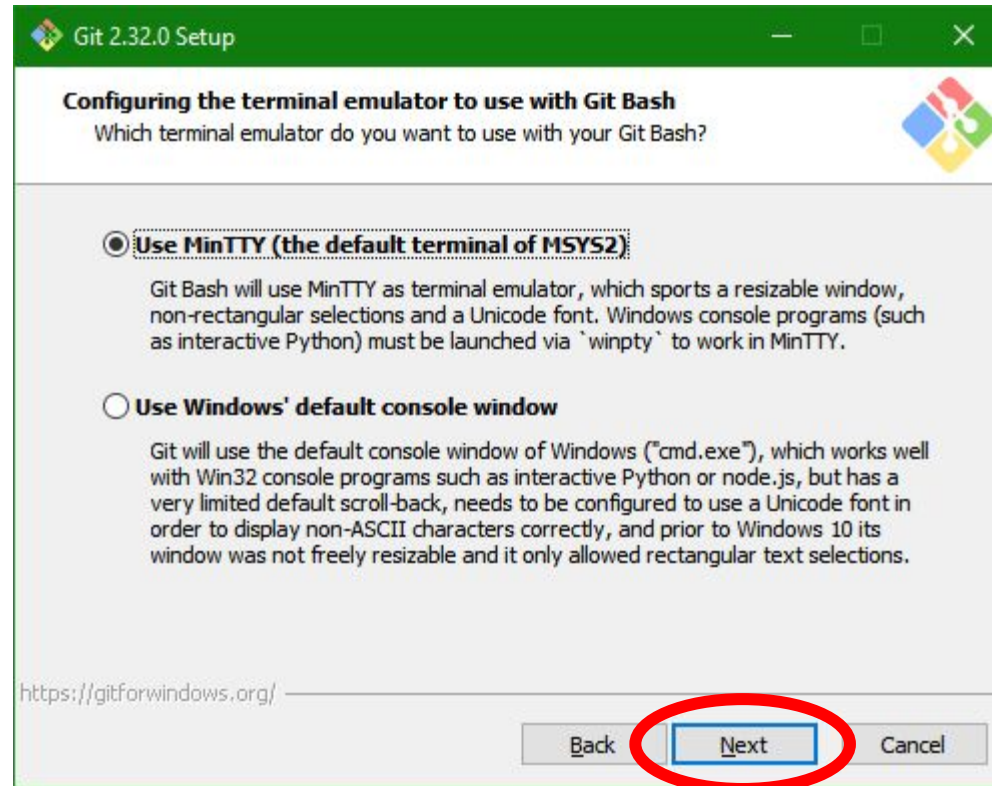 Git 2.32.0 Setup
Configuring the terminal emulator to use with Git Bash
Which terminal emulator do you want to use with your Git Bash?
Use MinTTY (the default terminal of MSYS2)
Git Bash will use MinTTY as terminal emulator, which sports a resizable window,
non-rectangular selections and a Unicode font. Windows console programs (such
as interactive Python) must be launched via `winpty` to work in MinTTY.
Use Windows' default console window
Git will use the default console window of Windows ("cmd.exe"), which works well
with Win32 console programs such as interactive Python or node.js, but has a
very limited default scroll-back, needs to be configured to use a Unicode font in
order to display non-ASCII characters correctly, and prior to Windows 10 its
window was not freely resizable and it only allowed rectangular text selections.
https://gitforwindows.org/
Back Next Cancel